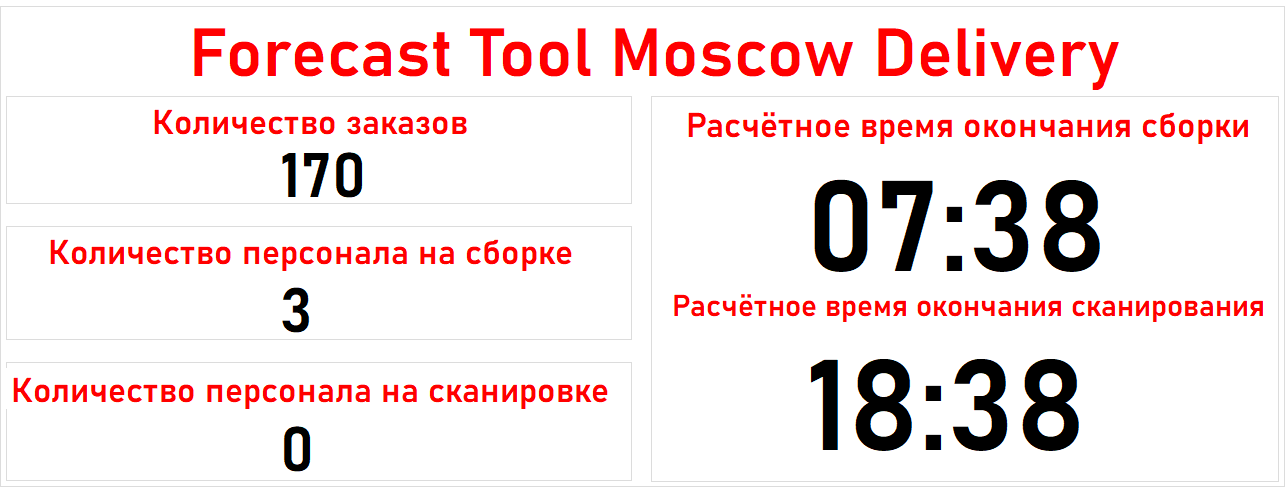 Forecast Tool Moscow Delivery
Количество заказов
170
Количество персонала на сборке
3
Количество персонала на сканировке
0
Расчётное время окончания сборки
07:38
Расчётное время окончания сканирования
18:38